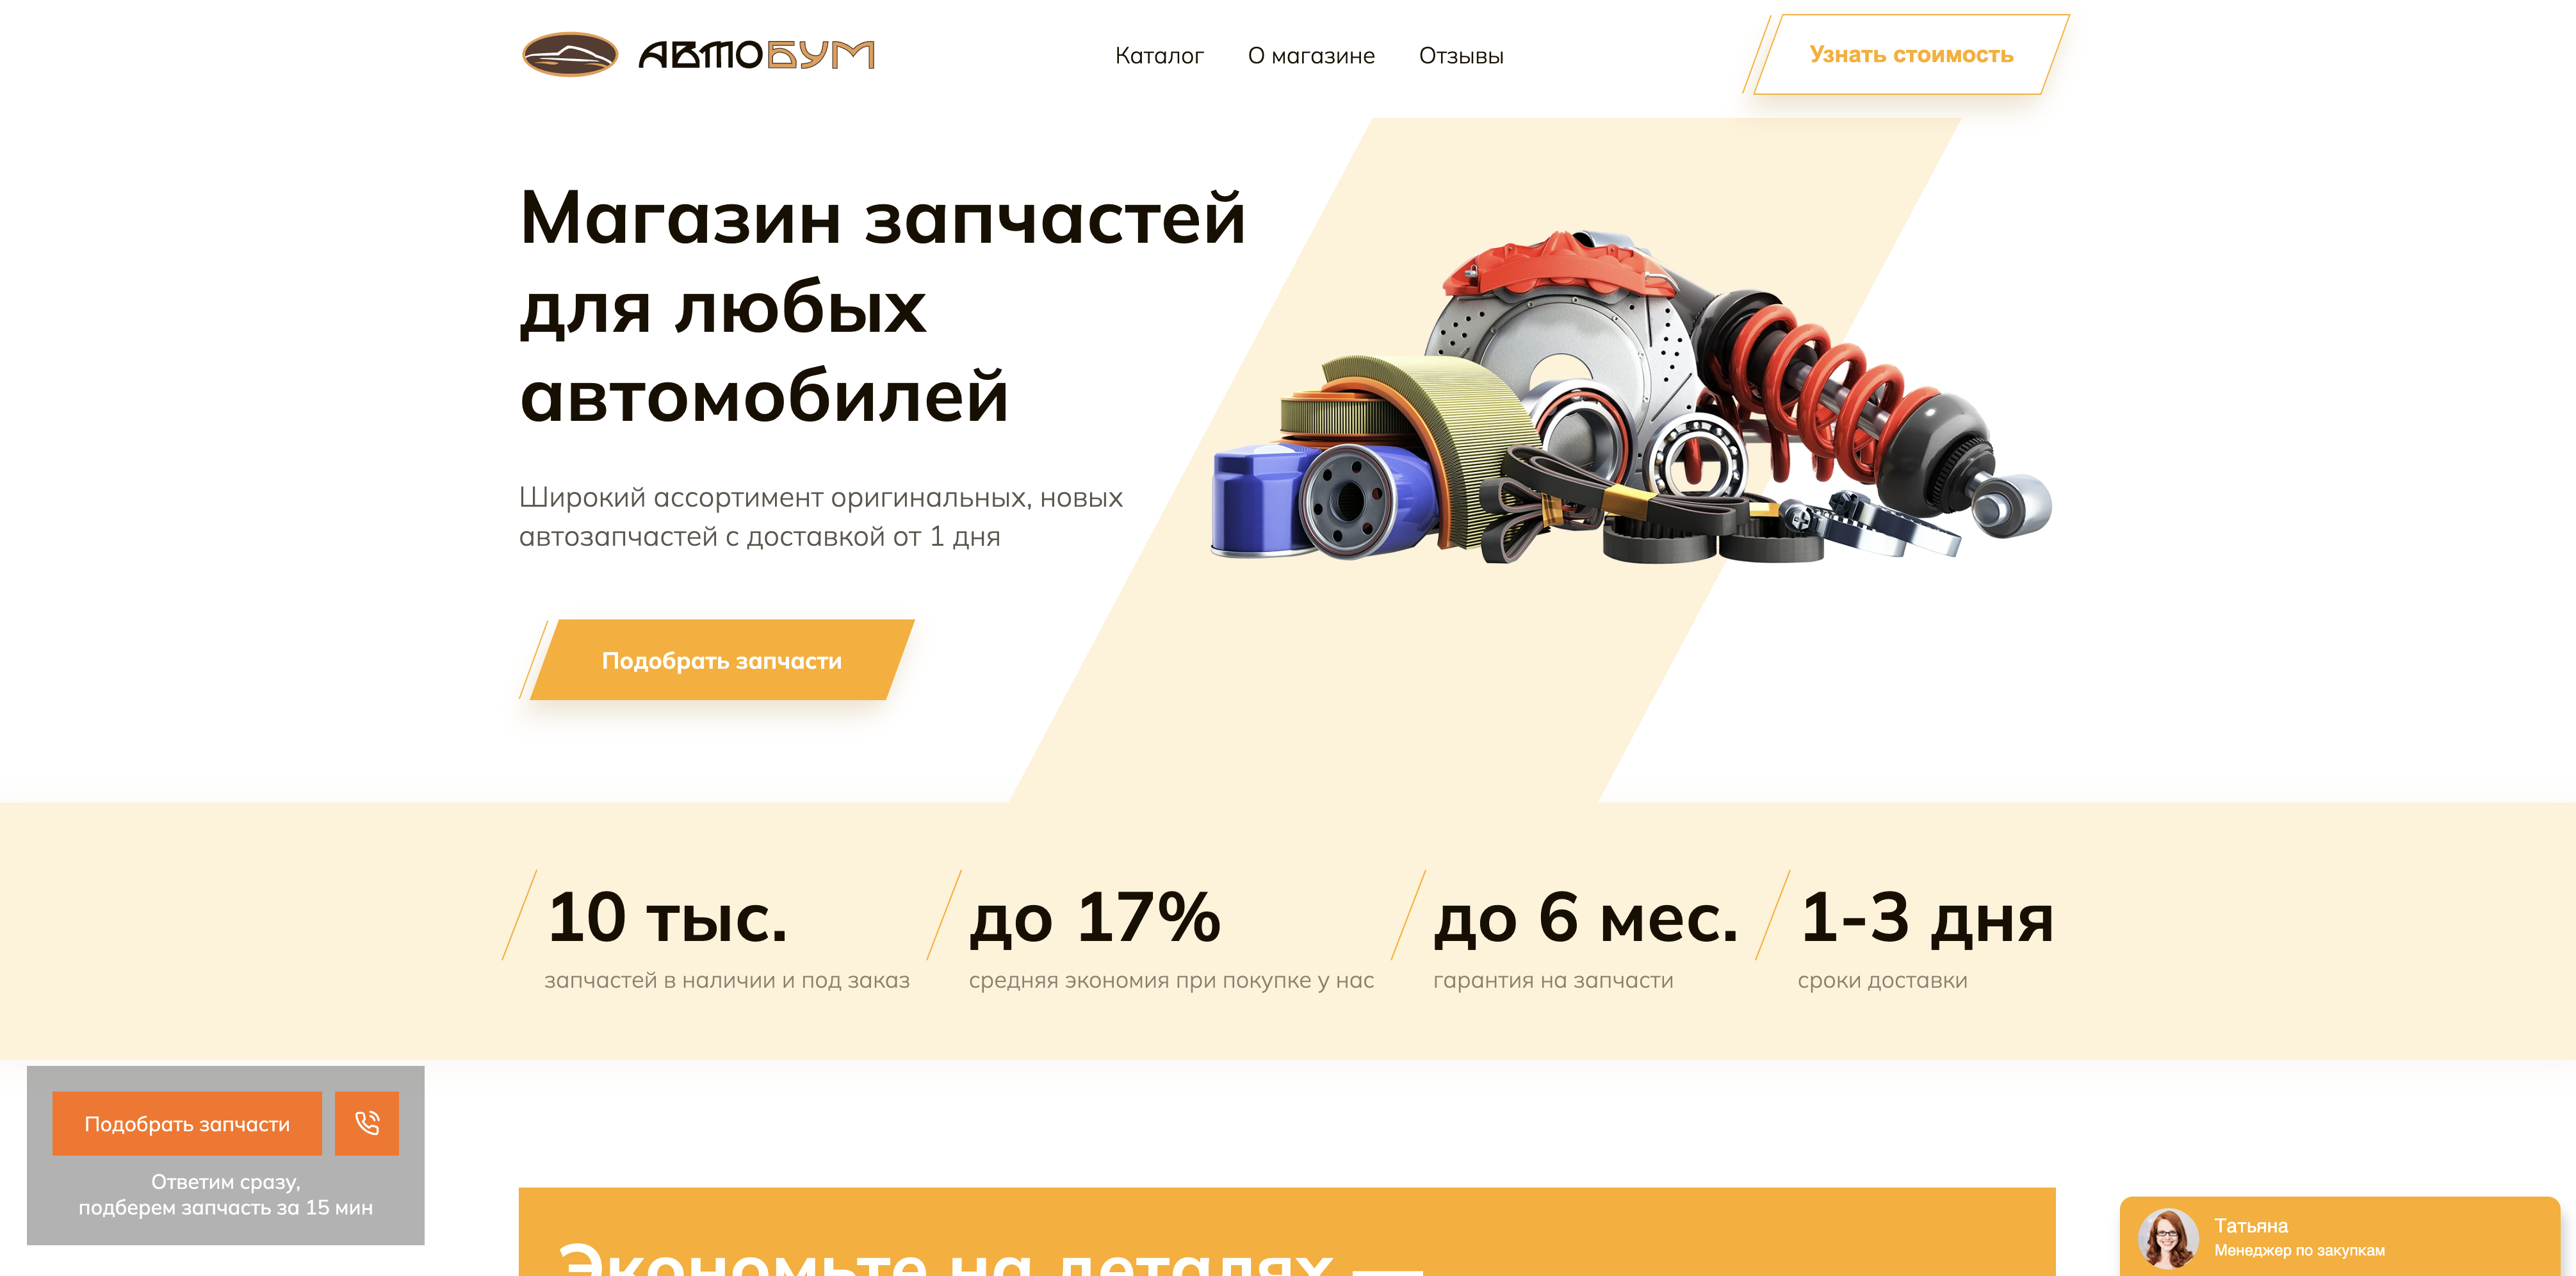 АВТОБУМ
Каталог
О магазине
Отзывы
Узнать стоимость
Магазин запчастей
для любых
автомобилей
Широкий ассортимент оригинальных, новых
автозапчастей с доставкой от 1 дня
Подобрать запчасти
10 тыс.
запчастей в наличии и под заказ
до 17%
средняя экономия при покупке у нас
до 6 мес.
гарантия на запчасти
1-3 дня
сроки доставки
Подобрать запчасти
Ответим сразу,
подберем запчасть за 15 мин
Экономьте на деталях —
Татьяна
Менеджер по закупкам